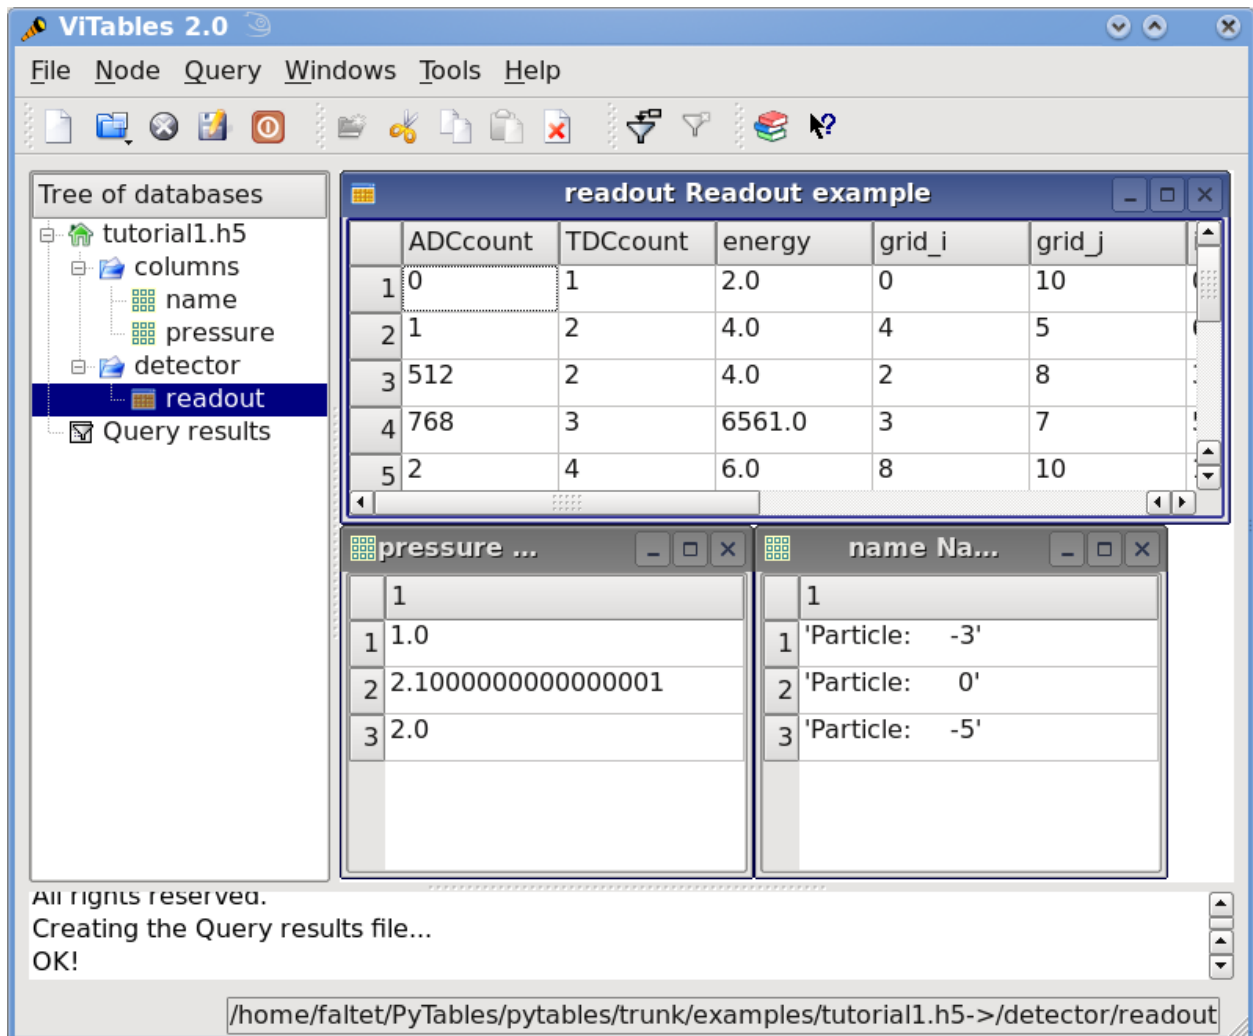 ViTables 2.0
File Node Query Windows Tools Help
Tree of databases
tutorial1.h5
columns
name
pressure
detector
readout
Query results
readout Readout example
ADCcount TDCcount energy grid_i grid_j
1 0 1 2.0 0 10
2 1 2 4.0 4 5
3 512 2 4.0 2 8
4 768 3 6561.0 3 7
5 2 4 6.0 8 10
pressure ...
1
1 1.0
2 2.1000000000000001
3 2.0
name Na...
1
1 'Particle:     -3'
2 'Particle:      0'
3 'Particle:     -5'
All rights reserved.
Creating the Query results file...
OK!
/home/faltet/PyTables/pytables/trunk/examples/tutorial1.h5->/detector/readout